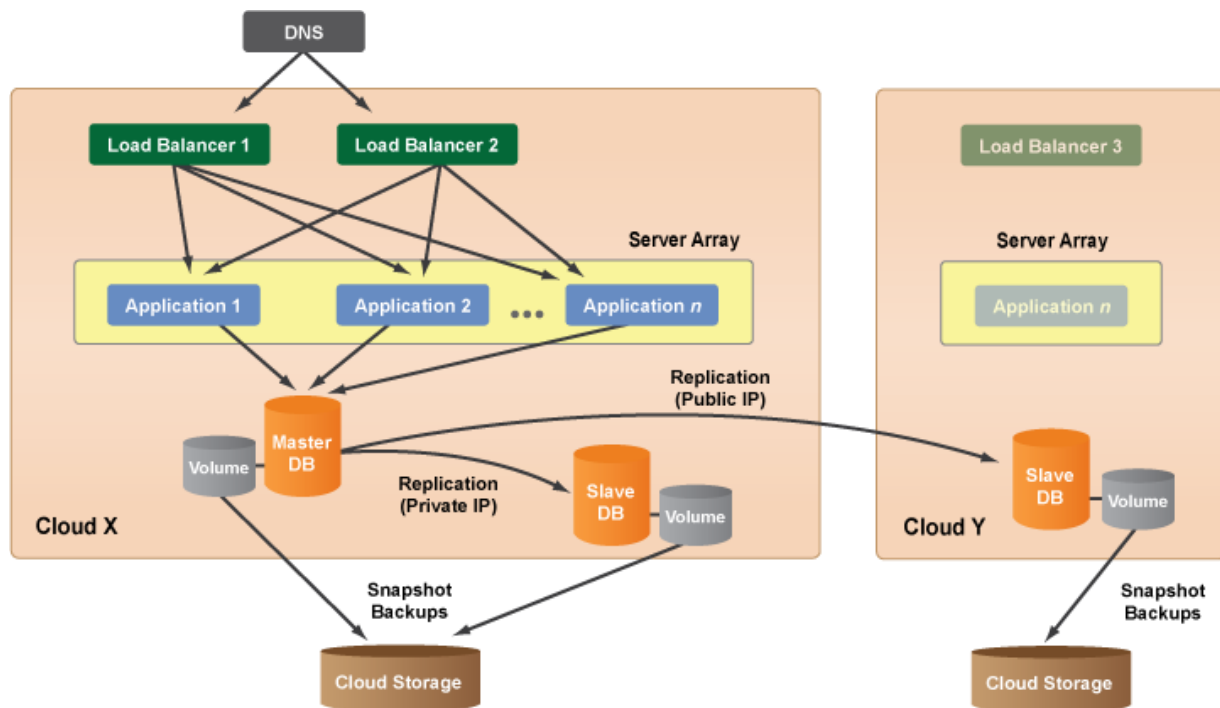 DNS
Load Balancer 1
Load Balancer 2
Load Balancer 3
Server Array
Server Array
Application 1
Application 2
Application n
Application n
Replication
(Public IP)
Master
DB
Volume
Replication
(Private IP)
Slave
DB
Volume
Slave
DB
Volume
Cloud X
Cloud Y
Snapshot
Backups
Snapshot
Backups
Cloud Storage
Cloud Storage